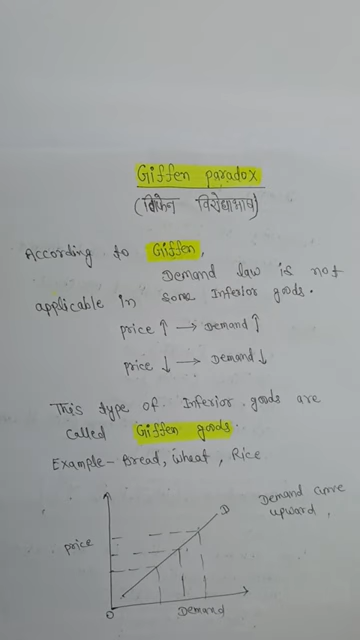 Giffen paradox
(गिफेन विरोधाभाष)
According to Giffen,
Demand law is not
applicable in some Inferior goods.
price ↑ → Demand ↑
price ↓ → Demand ↓
This type of Inferior goods are
called Giffen goods.
Example - Bread, wheat, Rice
D
Demand curve
upward,
price
O
Demand